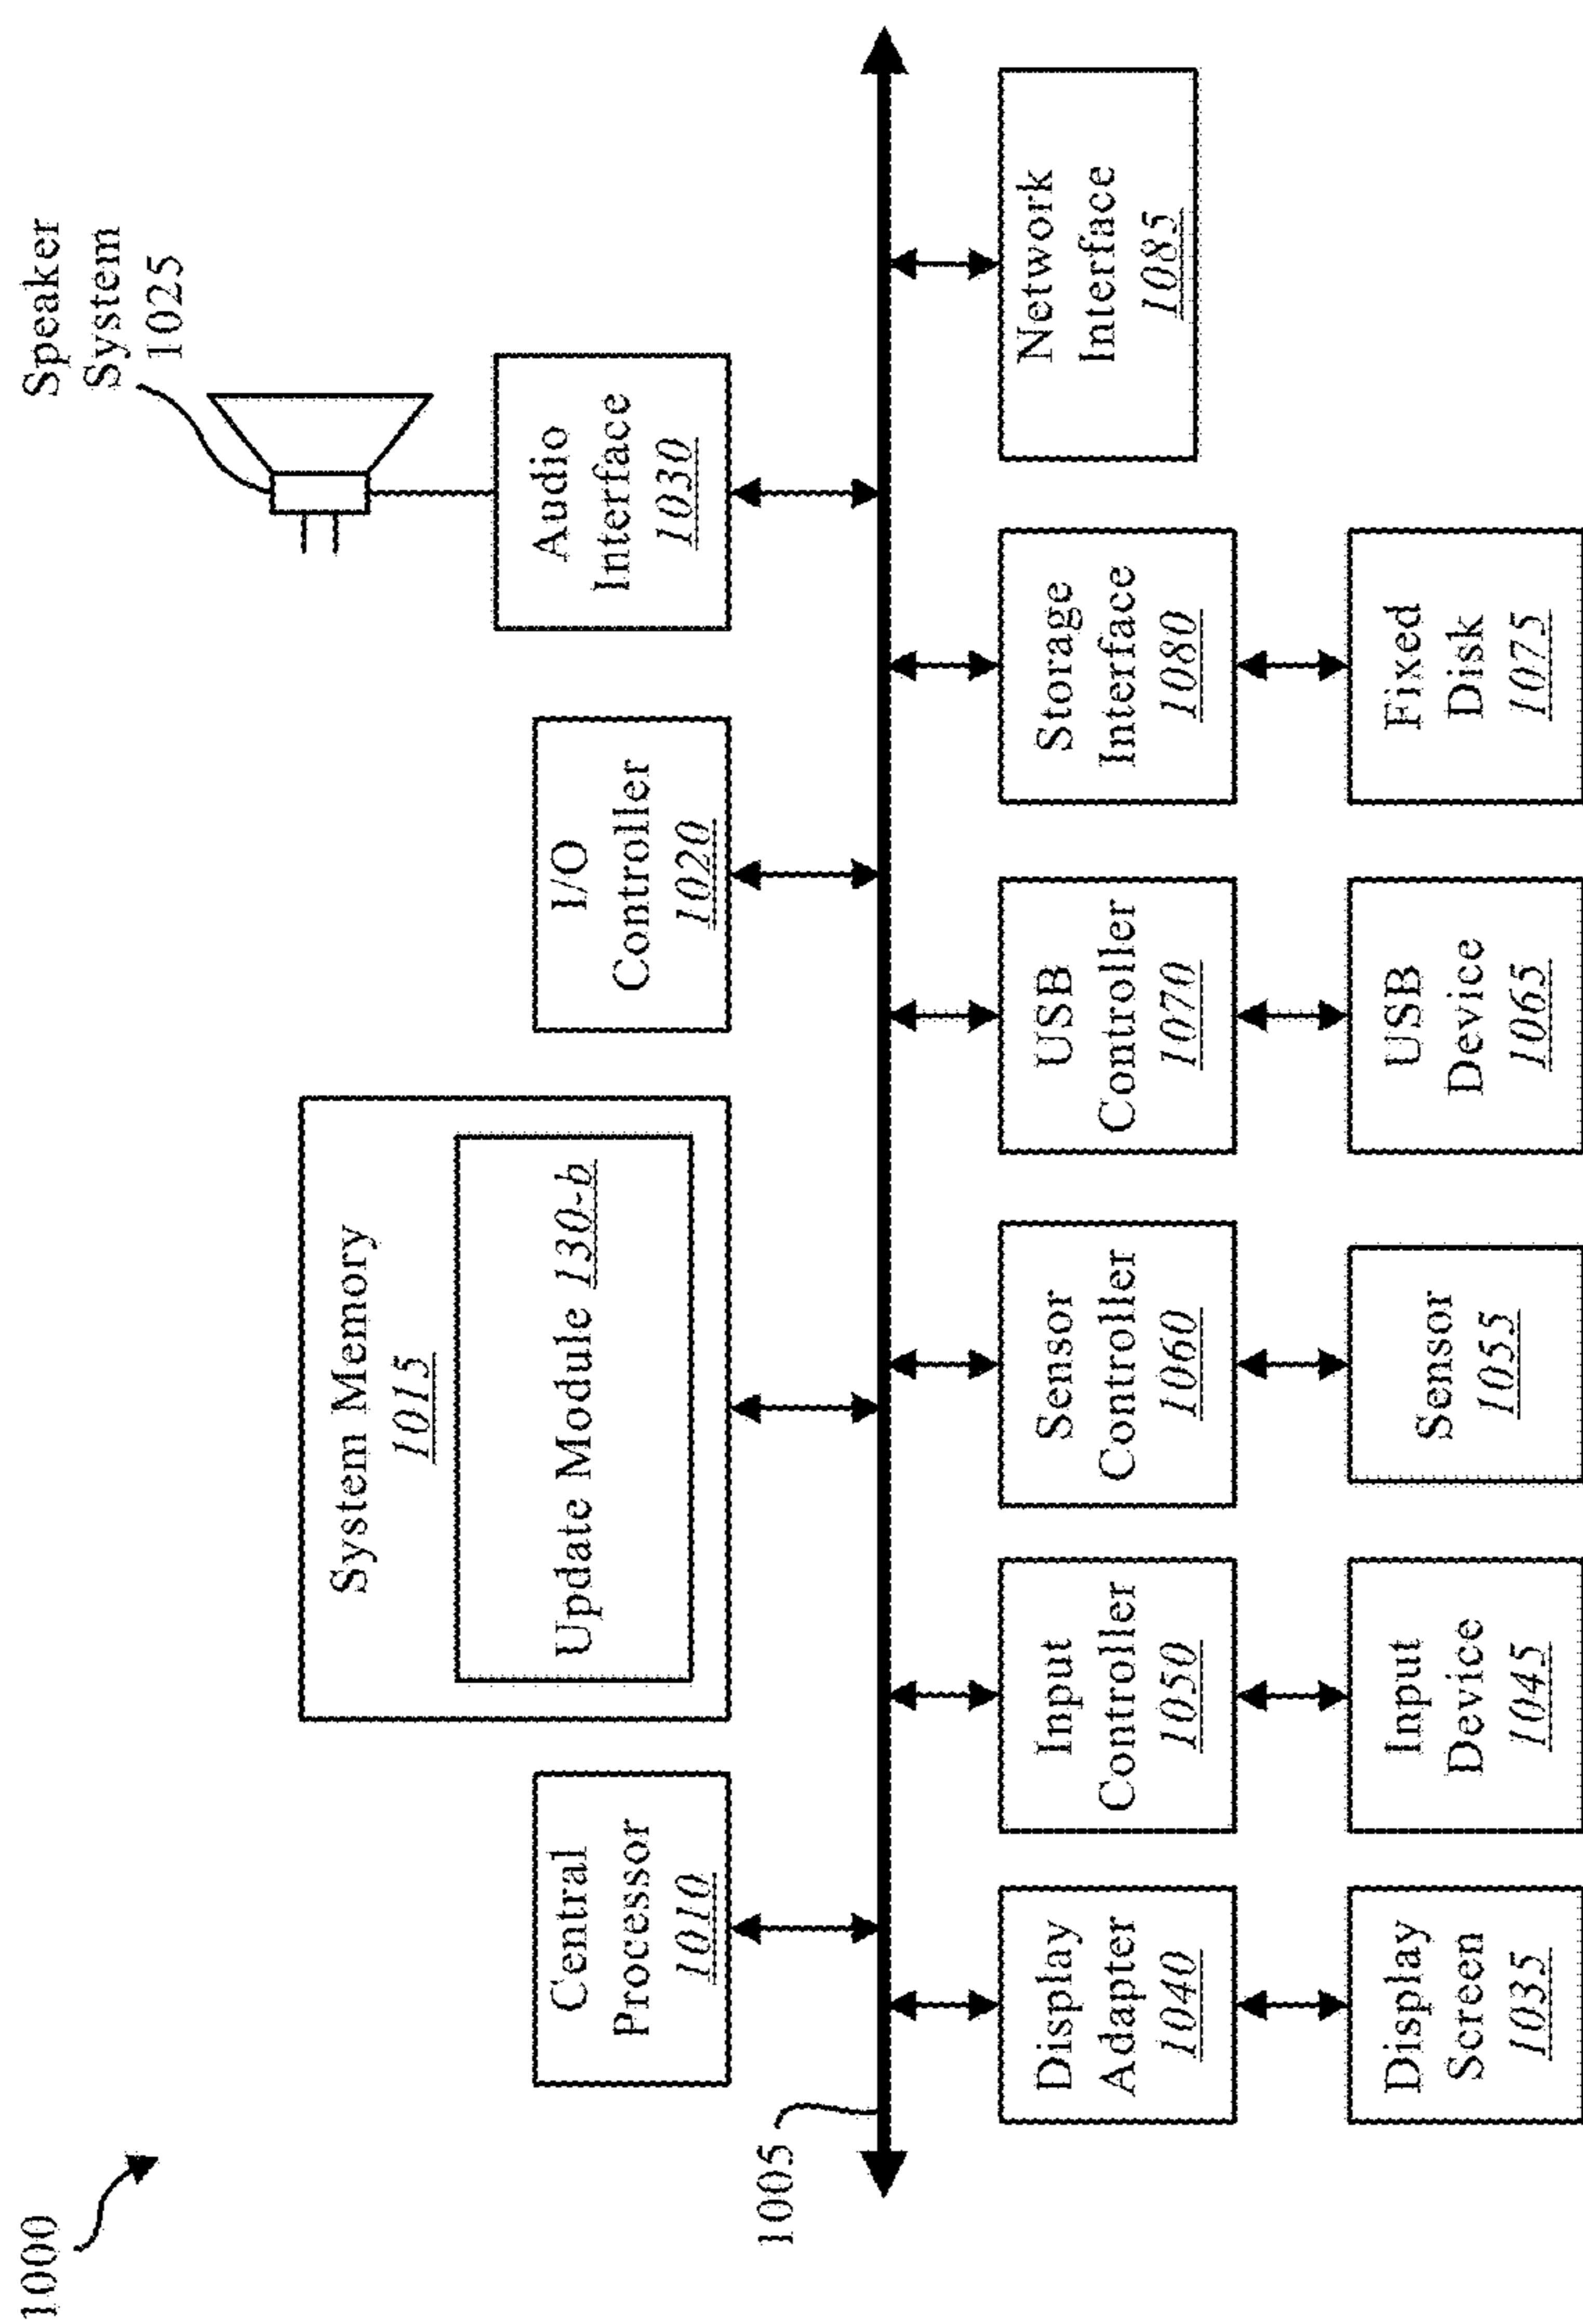 1000
Speaker
System
1025
System Memory
1015
Update Module 130-b
Central
Processor
1010
I/O
Controller
1020
Audio
Interface
1030
1005
Display
Adapter
1040
Input
Controller
1050
Sensor
Controller
1060
USB
Controller
1070
Storage
Interface
1080
Network
Interface
1085
Display
Screen
1035
Input
Device
1045
Sensor
1055
USB
Device
1065
Fixed
Disk
1075